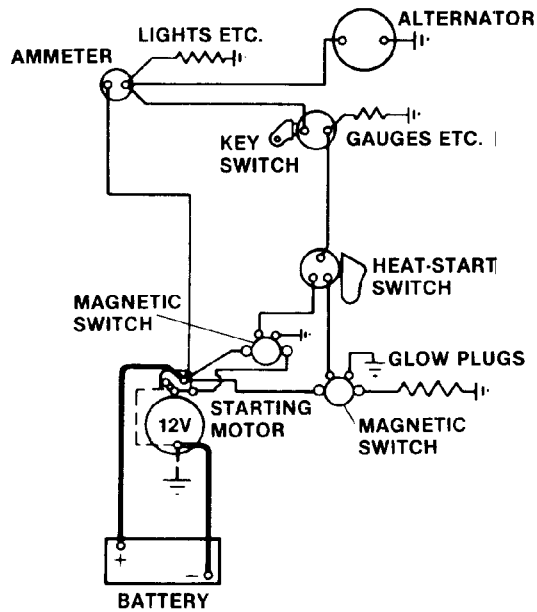 ALTERNATOR
LIGHTS ETC.
AMMETER
KEY
SWITCH
GAUGES ETC.
HEAT-START
SWITCH
MAGNETIC
SWITCH
GLOW PLUGS
STARTING
MOTOR
12V
MAGNETIC
SWITCH
+
−
BATTERY